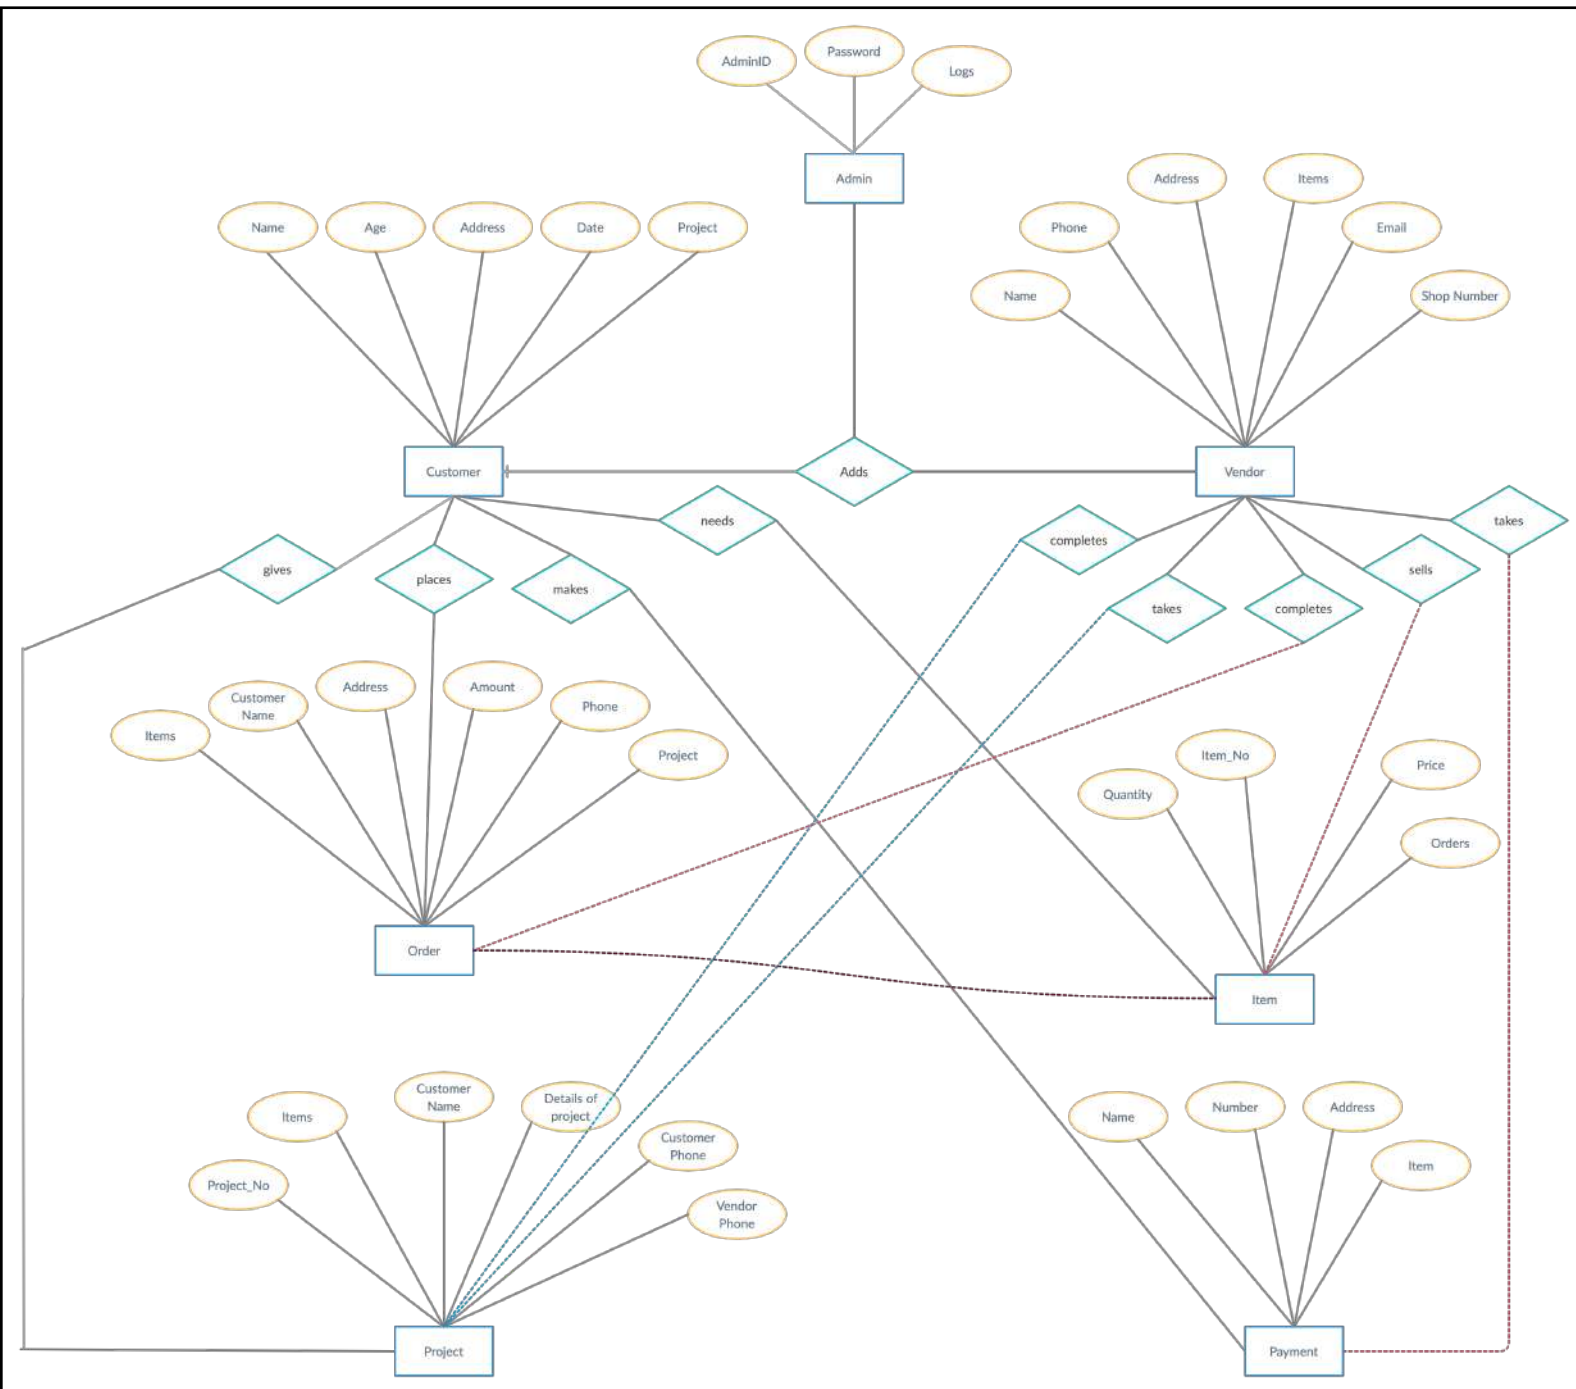 Password
AdminID
Logs
Admin
Address
Items
Name
Age
Address
Date
Project
Phone
Email
Name
Shop Number
Customer
Adds
Vendor
needs
takes
completes
gives
places
makes
takes
completes
sells
Address
Amount
Customer
Name
Phone
Items
Project
Item_No
Price
Quantity
Orders
Order
Item
Customer
Name
Details of
project
Items
Customer
Phone
Project_No
Vendor
Phone
Name
Number
Address
Item
Project
Payment